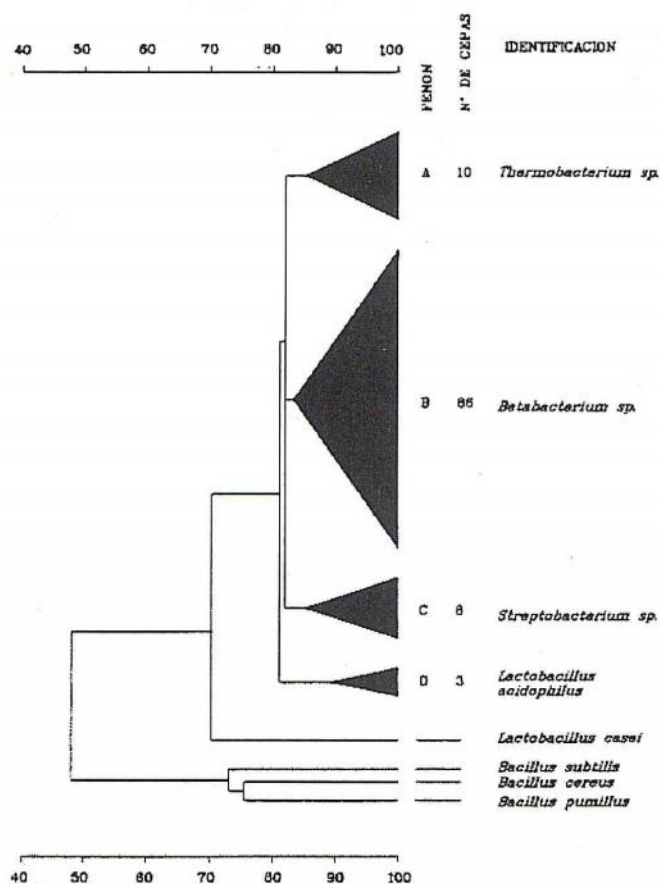 40 50 60 70 80 90 100
FENON
Nº DE CEPAS
IDENTIFICACION
A 10 Thermobacterium sp.
B 86 Betabacterium sp.
C 8 Streptobacterium sp.
D 3 Lactobacillus
acidophilus
Lactobacillus casei
Bacillus subtilis
Bacillus cereus
Bacillus pumillus
40 50 60 70 80 90 100